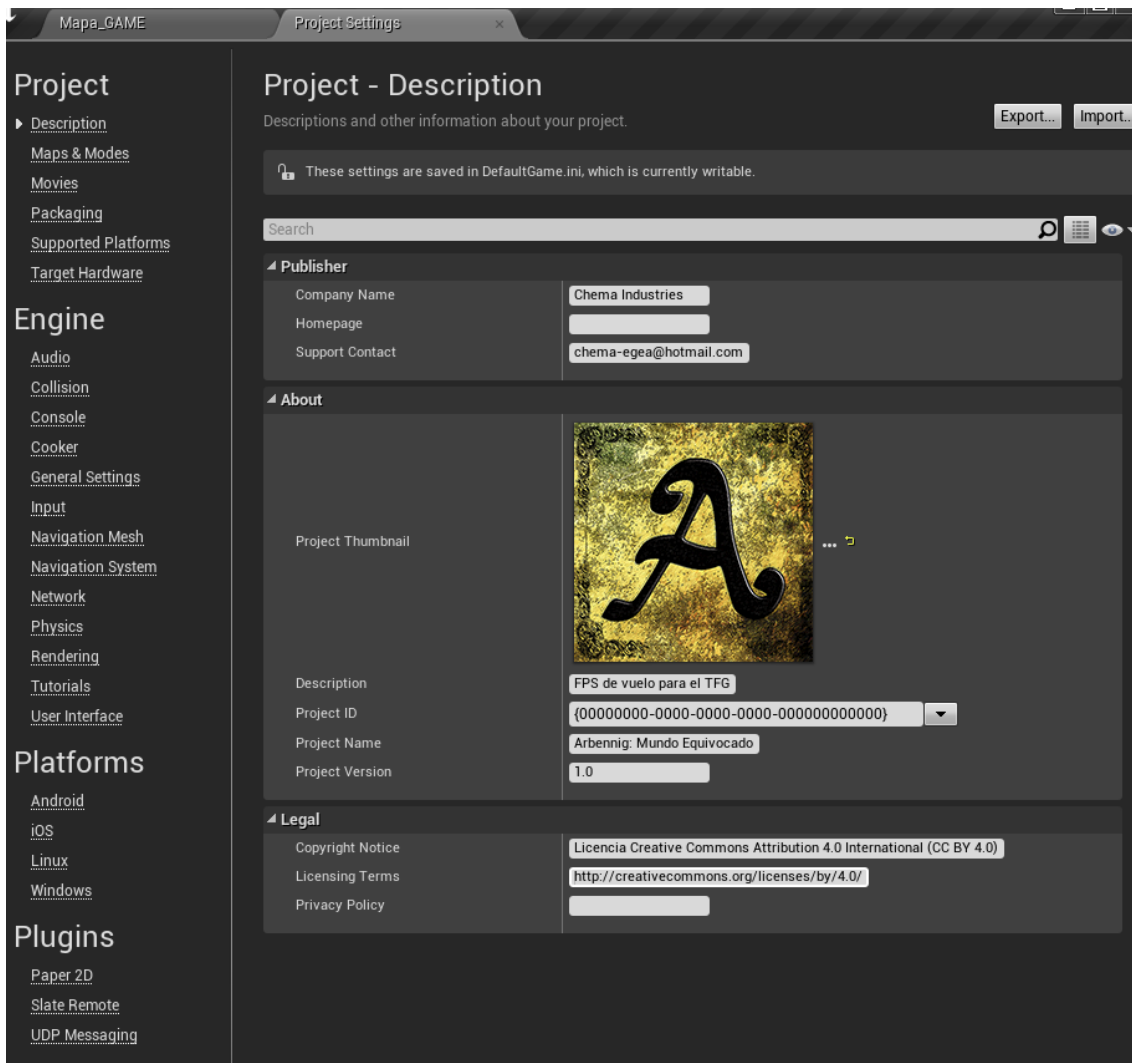 Mapa_GAME
Project Settings
Project
Description
Maps & Modes
Movies
Packaging
Supported Platforms
Target Hardware
Engine
Audio
Collision
Console
Cooker
General Settings
Input
Navigation Mesh
Navigation System
Network
Physics
Rendering
Tutorials
User Interface
Platforms
Android
iOS
Linux
Windows
Plugins
Paper 2D
Slate Remote
UDP Messaging
Project - Description
Descriptions and other information about your project.
Export...
Import..
These settings are saved in DefaultGame.ini, which is currently writable.
Search
Publisher
Company Name Chema Industries
Homepage
Support Contact chema-egea@hotmail.com
About
Project Thumbnail A ...
Description FPS de vuelo para el TFG
Project ID {00000000-0000-0000-0000-000000000000}
Project Name Arbennig: Mundo Equivocado
Project Version 1.0
Legal
Copyright Notice Licencia Creative Commons Attribution 4.0 International (CC BY 4.0)
Licensing Terms http://creativecommons.org/licenses/by/4.0/
Privacy Policy